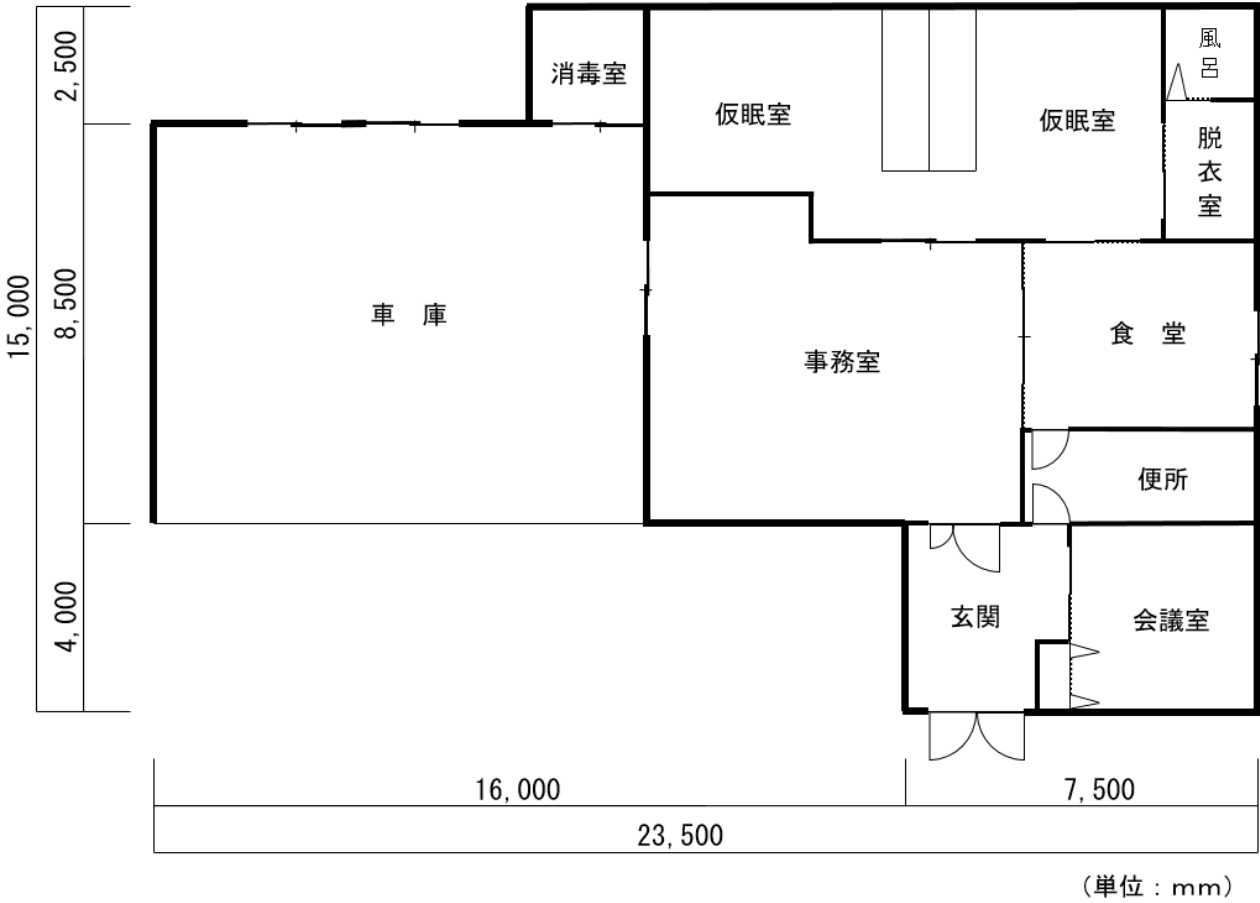 消毒室
仮眠室
仮眠室
風呂
脱衣室
車 庫
事務室
食 堂
便所
玄関
会議室
2,500
8,500
4,000
15,000
16,000
7,500
23,500
(単位：mm)